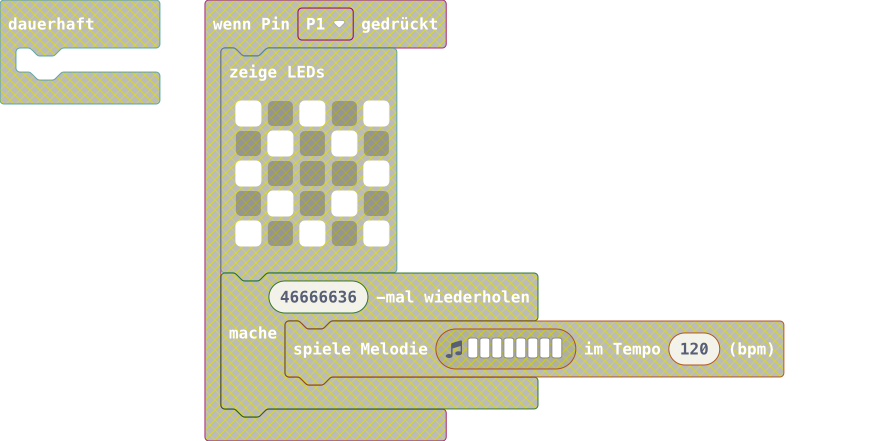 dauerhaft
wenn Pin P1 gedrückt
zeige LEDs
46666636 -mal wiederholen
mache
spiele Melodie im Tempo 120 (bpm)